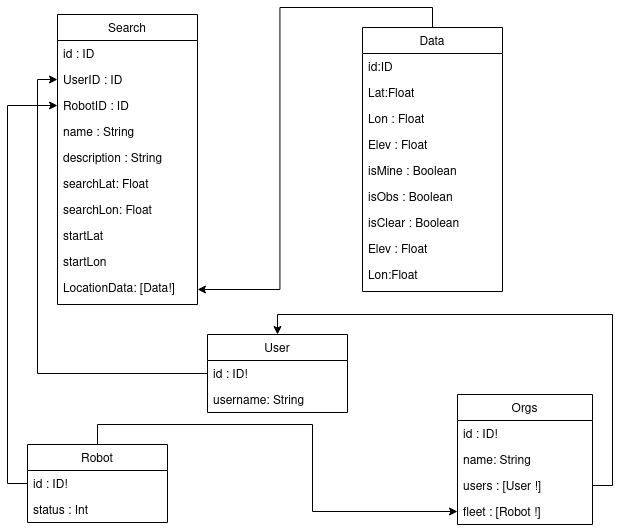 Search
id : ID
UserID : ID
RobotID : ID
name : String
description : String
searchLat: Float
searchLon: Float
startLat
startLon
LocationData: [Data!]
Data
id:ID
Lat:Float
Lon : Float
Elev : Float
isMine : Boolean
isObs : Boolean
isClear : Boolean
Elev : Float
Lon:Float
User
id : ID!
username: String
Orgs
id : ID!
name: String
users : [User !]
fleet : [Robot !]
Robot
id : ID!
status : Int